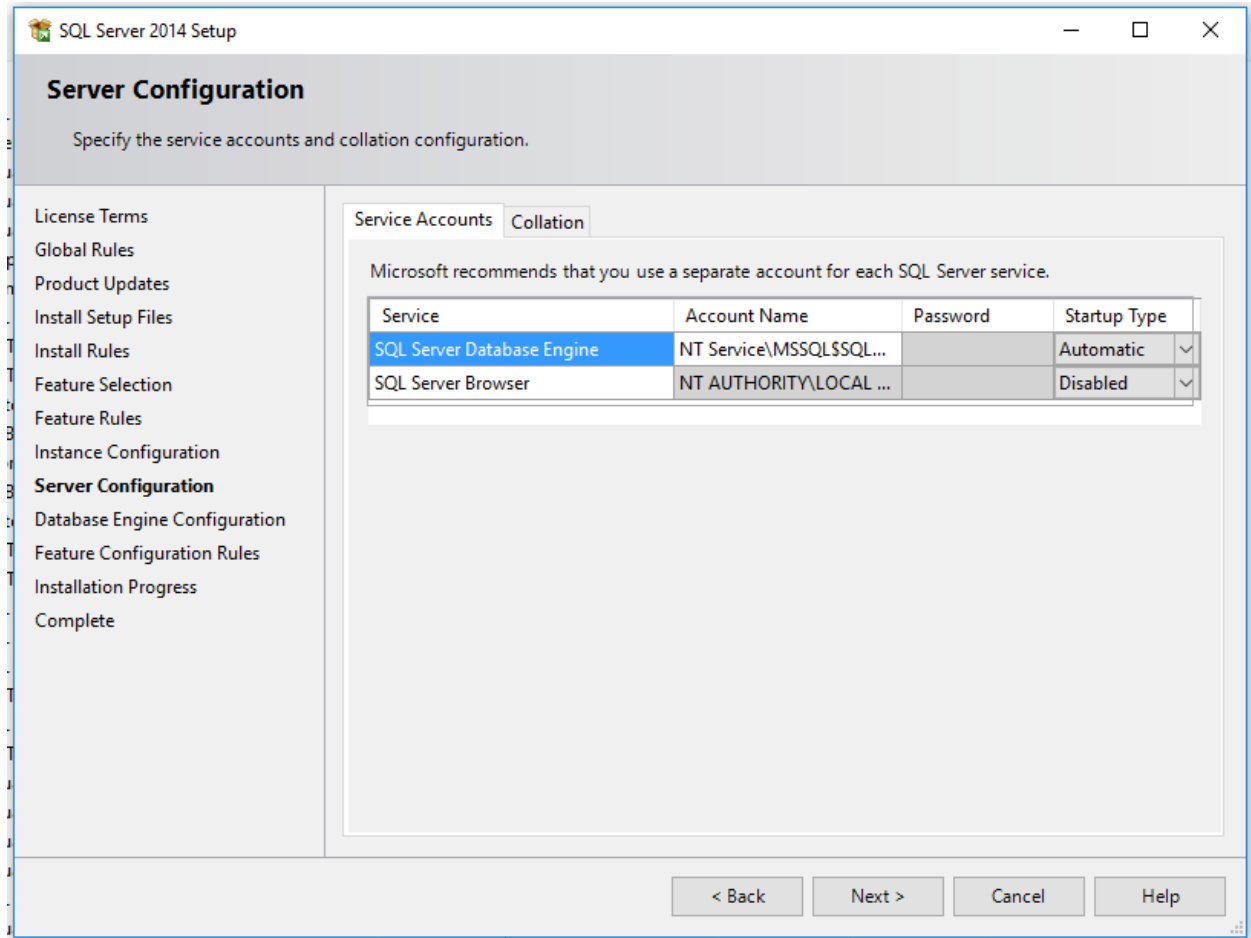 SQL Server 2014 Setup
Server Configuration
Specify the service accounts and collation configuration.
License Terms
Global Rules
Product Updates
Install Setup Files
Install Rules
Feature Selection
Feature Rules
Instance Configuration
Server Configuration
Database Engine Configuration
Feature Configuration Rules
Installation Progress
Complete
Service Accounts Collation
Microsoft recommends that you use a separate account for each SQL Server service.
Service Account Name Password Startup Type
SQL Server Database Engine NT Service\MSSQL$SQL... Automatic
SQL Server Browser NT AUTHORITY\LOCAL ... Disabled
< Back Next > Cancel Help